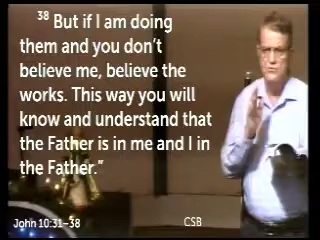 38 But if I am doing
them and you don't
believe me, believe the
works. This way you will
know and understand that
the Father is in me and I in
the Father.”
John 10:31–38
CSB